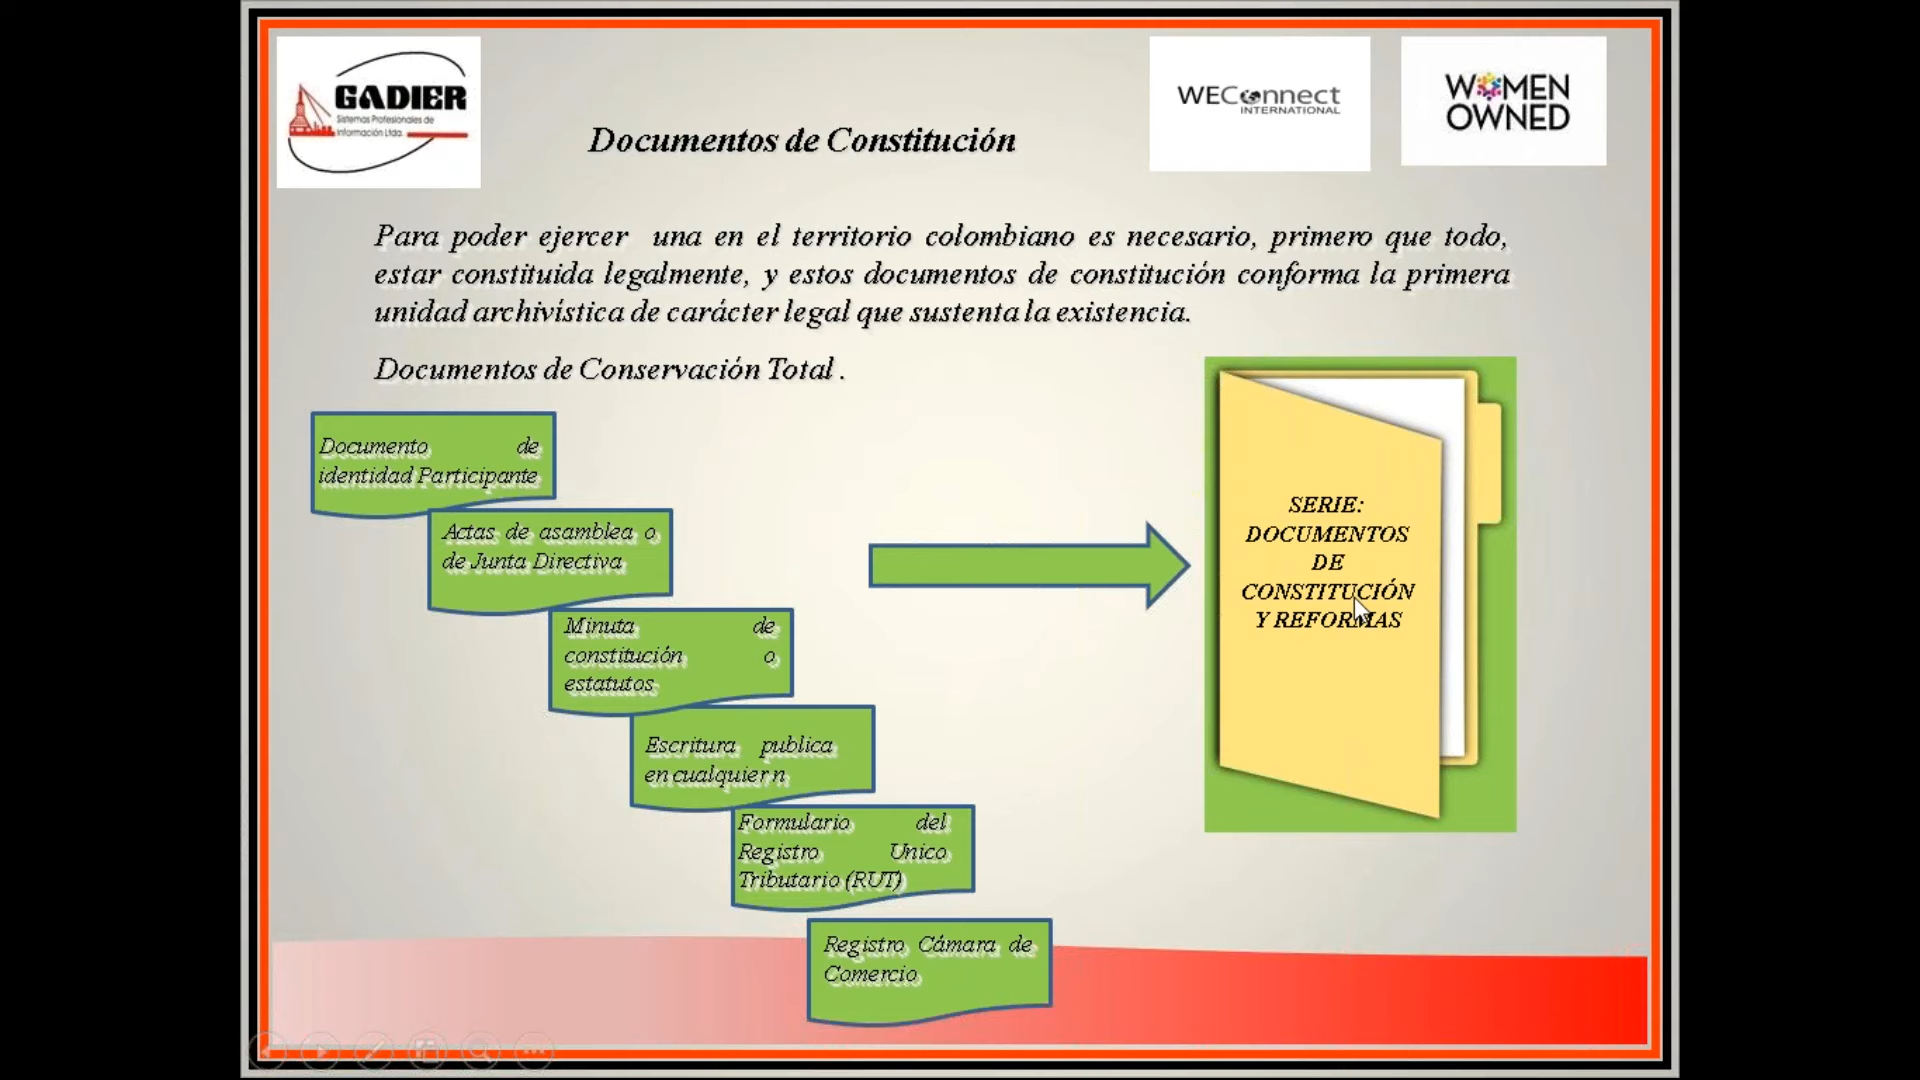 GADIER
Sistemas Profesionales de
Información Ltda.
WEConnect
INTERNATIONAL
WOMEN
OWNED
Documentos de Constitución
Para poder ejercer una en el territorio colombiano es necesario, primero que todo,
estar constituida legalmente, y estos documentos de constitución conforma la primera
unidad archivística de carácter legal que sustenta la existencia.
Documentos de Conservación Total .
Documento de
identidad Participante
Actas de asamblea o
de Junta Directiva
Minuta de
constitución o
estatutos
Escritura publica
en cualquier n
Formulario del
Registro Unico
Tributario (RUT)
Registro Cámara de
Comercio
SERIE:
DOCUMENTOS
DE
CONSTITUCIÓN
Y REFORMAS